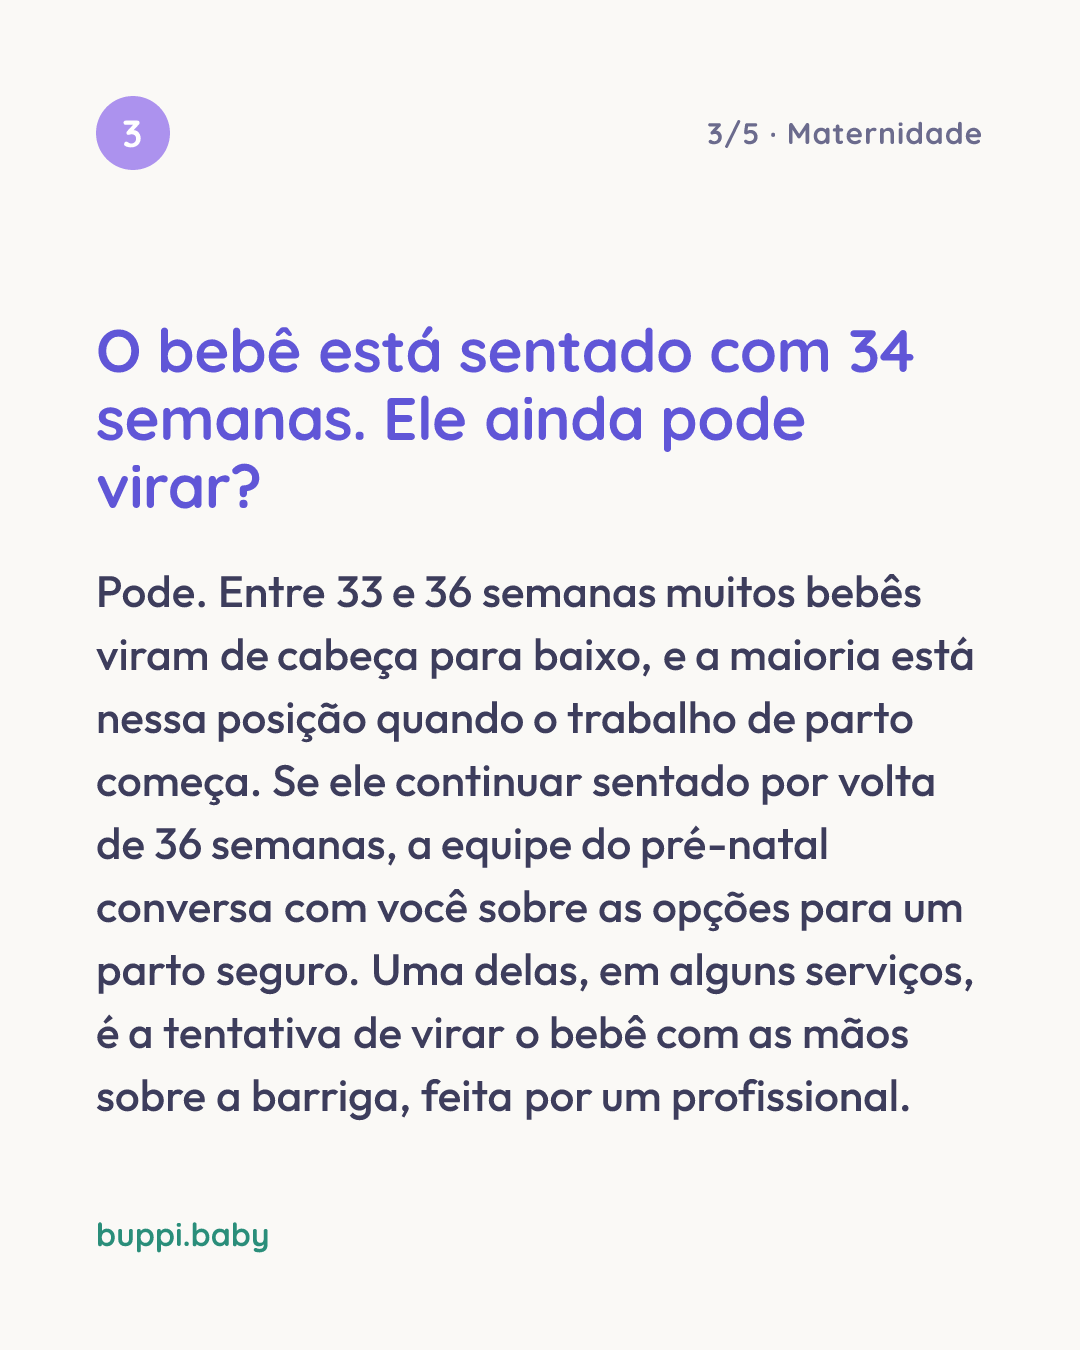 3
3/5 · Maternidade
O bebê está sentado com 34
semanas. Ele ainda pode
virar?
Pode. Entre 33 e 36 semanas muitos bebês
viram de cabeça para baixo, e a maioria está
nessa posição quando o trabalho de parto
começa. Se ele continuar sentado por volta
de 36 semanas, a equipe do pré-natal
conversa com você sobre as opções para um
parto seguro. Uma delas, em alguns serviços,
é a tentativa de virar o bebê com as mãos
sobre a barriga, feita por um profissional.
buppi.baby